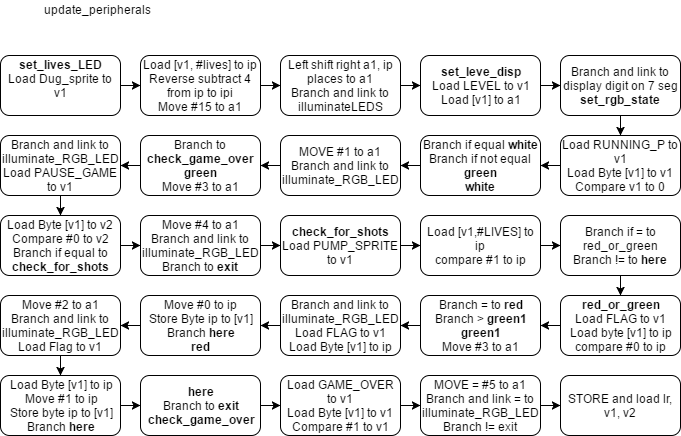 update_peripherals
set_lives_LED
Load Dug_sprite to
v1
Load [v1, #lives] to ip
Reverse subtract 4
from ip to ipi
Move #15 to a1
Left shift right a1, ip
places to a1
Branch and link to
illuminateLEDS
set_leve_disp
Load LEVEL to v1
Load [v1] to a1
Branch and link to
display digit on 7 seg
set_rgb_state
Load RUNNING_P to
v1
Load Byte [v1] to v1
Compare v1 to 0
Branch if equal white
Branch if not equal
green
white
MOVE #1 to a1
Branch and link to
illuminate_RGB_LED
Branch to
check_game_over
green
Move #3 to a1
Branch and link to
illuminate_RGB_LED
Load PAUSE_GAME
to v1
Load Byte [v1] to v2
Compare #0 to v2
Branch if equal to
check_for_shots
Move #4 to a1
Branch and link to
illuminate_RGB_LED
Branch to exit
check_for_shots
Load PUMP_SPRITE
to v1
Load [v1,#LIVES] to
ip
compare #1 to ip
Branch if = to
red_or_green
Branch != to here
red_or_green
Load FLAG to v1
Load byte [v1] to ip
compare #0 to ip
Branch = to red
Branch > green1
green1
Move #3 to a1
Branch and link to
illuminate_RGB_LED
Load FLAG to v1
Load Byte [v1] to ip
Move #0 to ip
Store Byte ip to [v1]
Branch here
red
Move #2 to a1
Branch and link to
illuminate_RGB_LED
Load Flag to v1
Load Byte [v1] to ip
Move #1 to ip
Store byte ip to [v1]
Branch here
here
Branch to exit
check_game_over
Load GAME_OVER
to v1
Load Byte [v1] to v1
Compare #1 to v1
MOVE = #5 to a1
Branch and link = to
illuminate_RGB_LED
Branch != exit
STORE and load lr,
v1, v2